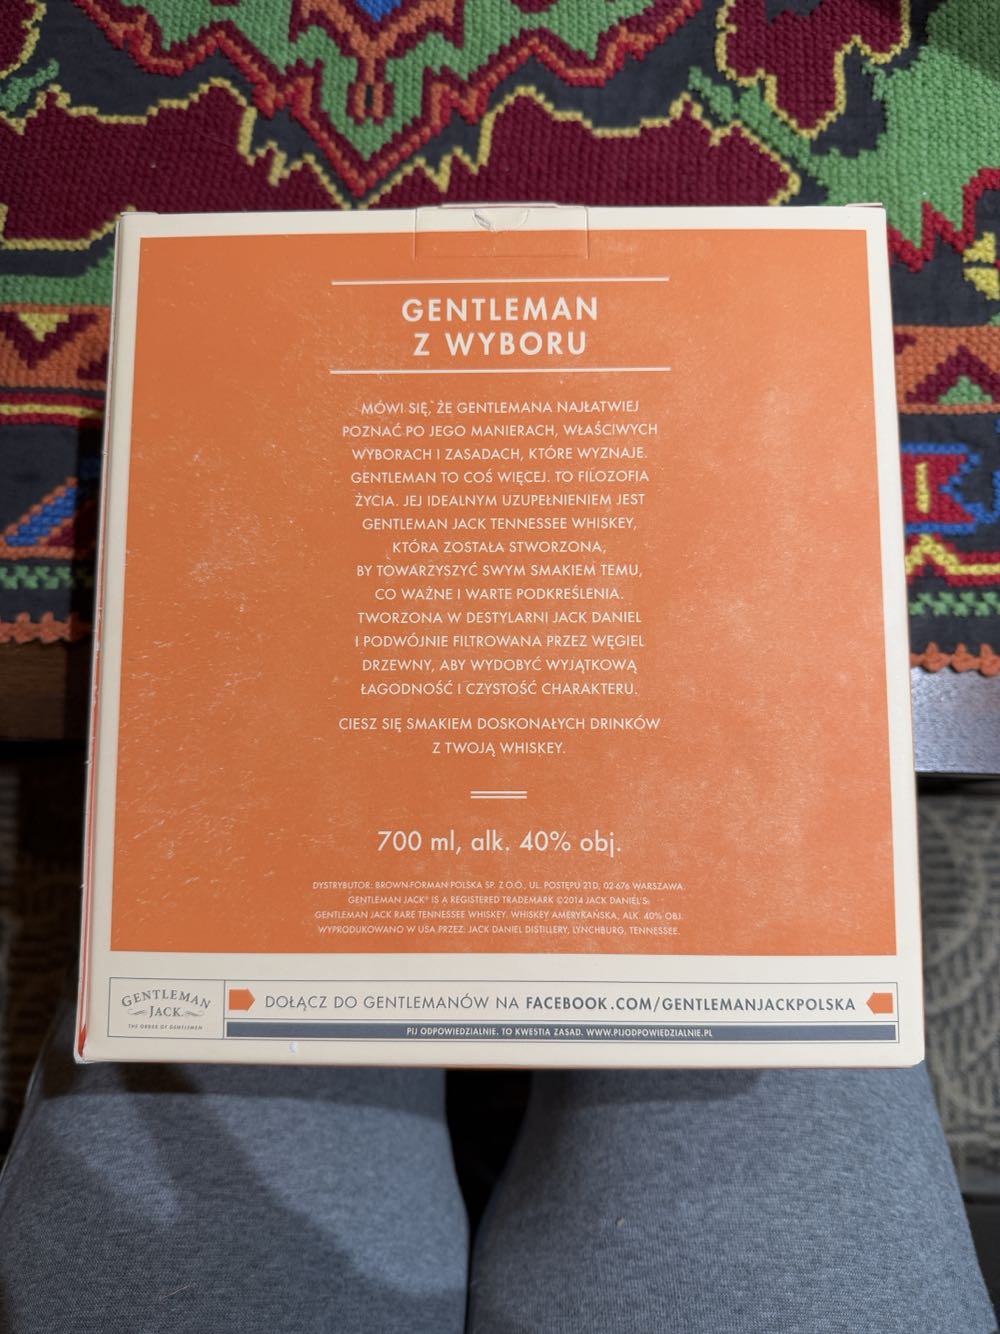 GENTLEMAN
Z WYBORU
MÓWI SIĘ, ŻE GENTLEMANA NAJŁATWIEJ
POZNAĆ PO JEGO MANIERACH, WŁAŚCIWYCH
WYBORACH I ZASADACH, KTÓRE WYZNAJE.
GENTLEMAN TO COŚ WIĘCEJ. TO FILOZOFIA
ŻYCIA. JEJ IDEALNYM UZUPEŁNIENIEM JEST
GENTLEMAN JACK TENNESSEE WHISKEY,
KTÓRA ZOSTAŁA STWORZONA,
BY TOWARZYSZYĆ SWYM SMAKIEM TEMU,
CO WAŻNE I WARTE PODKREŚLENIA.
TWORZONA W DESTYLARNI JACK DANIEL
I PODWÓJNIE FILTROWANA PRZEZ WĘGIEL
DRZEWNY, ABY WYDOBYĆ WYJĄTKOWĄ
ŁAGODNOŚĆ I CZYSTOŚĆ CHARAKTERU.
CIESZ SIĘ SMAKIEM DOSKONAŁYCH DRINKÓW
Z TWOJĄ WHISKEY.
700 ml, alk. 40% obj.
DYSTRYBUTOR: BROWN-FORMAN POLSKA SP. Z O.O., UL. POSTĘPU 21D, 02-676 WARSZAWA.
GENTLEMAN JACK® IS A REGISTERED TRADEMARK ©2014 JACK DANIEL'S.
GENTLEMAN JACK RARE TENNESSEE WHISKEY. WHISKEY AMERYKAŃSKA, ALK. 40% OBJ.
WYPRODUKOWANO W USA PRZEZ: JACK DANIEL DISTILLERY, LYNCHBURG, TENNESSEE.
GENTLEMAN
JACK
THE ORDER OF GENTLEMEN
DOŁĄCZ DO GENTLEMANÓW NA FACEBOOK.COM/GENTLEMANJACKPOLSKA
PIJ ODPOWIEDZIALNIE. TO KWESTIA ZASAD. WWW.PIJODPOWIEDZIALNIE.PL